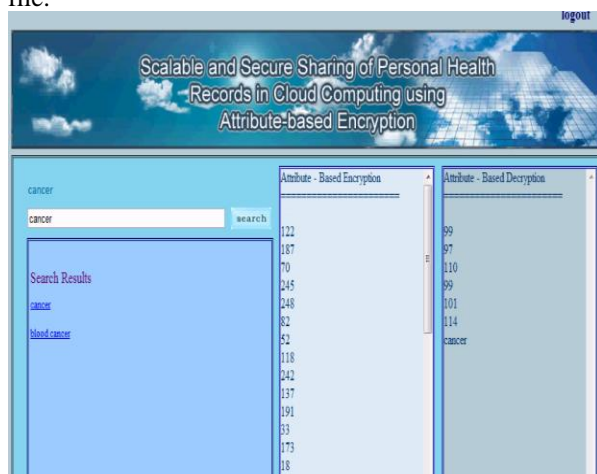 file.
logout
Scalable and Secure Sharing of Personal Health
Records in Cloud Computing using
Attribute-based Encryption
cancer
cancer
search
Search Results
cancer
blood cancer
Attribute - Based Encryption
========================
122
187
70
245
248
82
52
118
242
137
191
33
173
18
Attribute - Based Decryption
========================
99
97
110
99
101
114
cancer